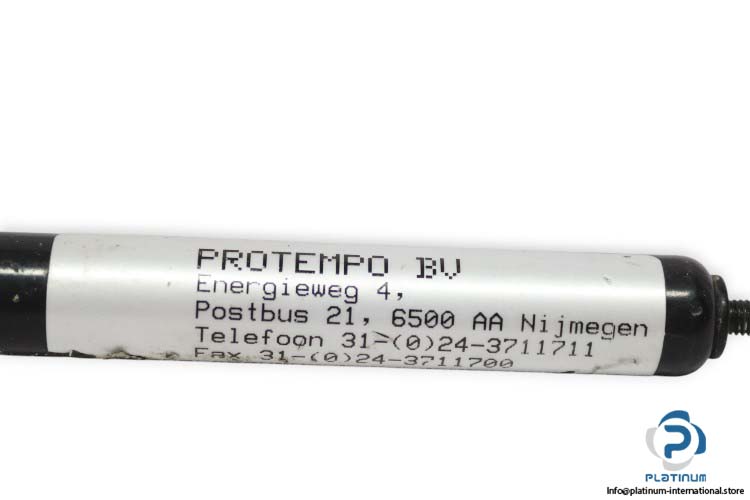 PROTEMPO BV
Energieweg 4,
Postbus 21, 6500 AA Nijmegen
Telefoon 31-(0)24-3711711
Fax 31-(0)24-3711700
PLATINUM
Info@platinum-international.store